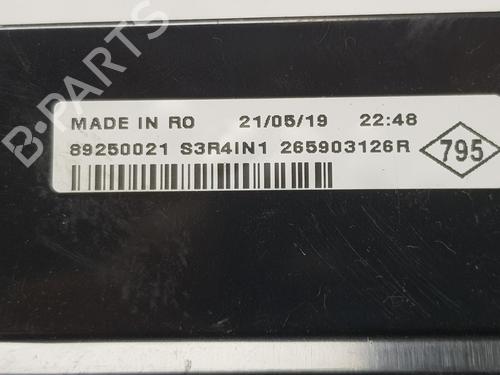 B-PARTS
MADE IN RO 21/05/19 22:48
89250021 S3R4IN1 265903126R
795